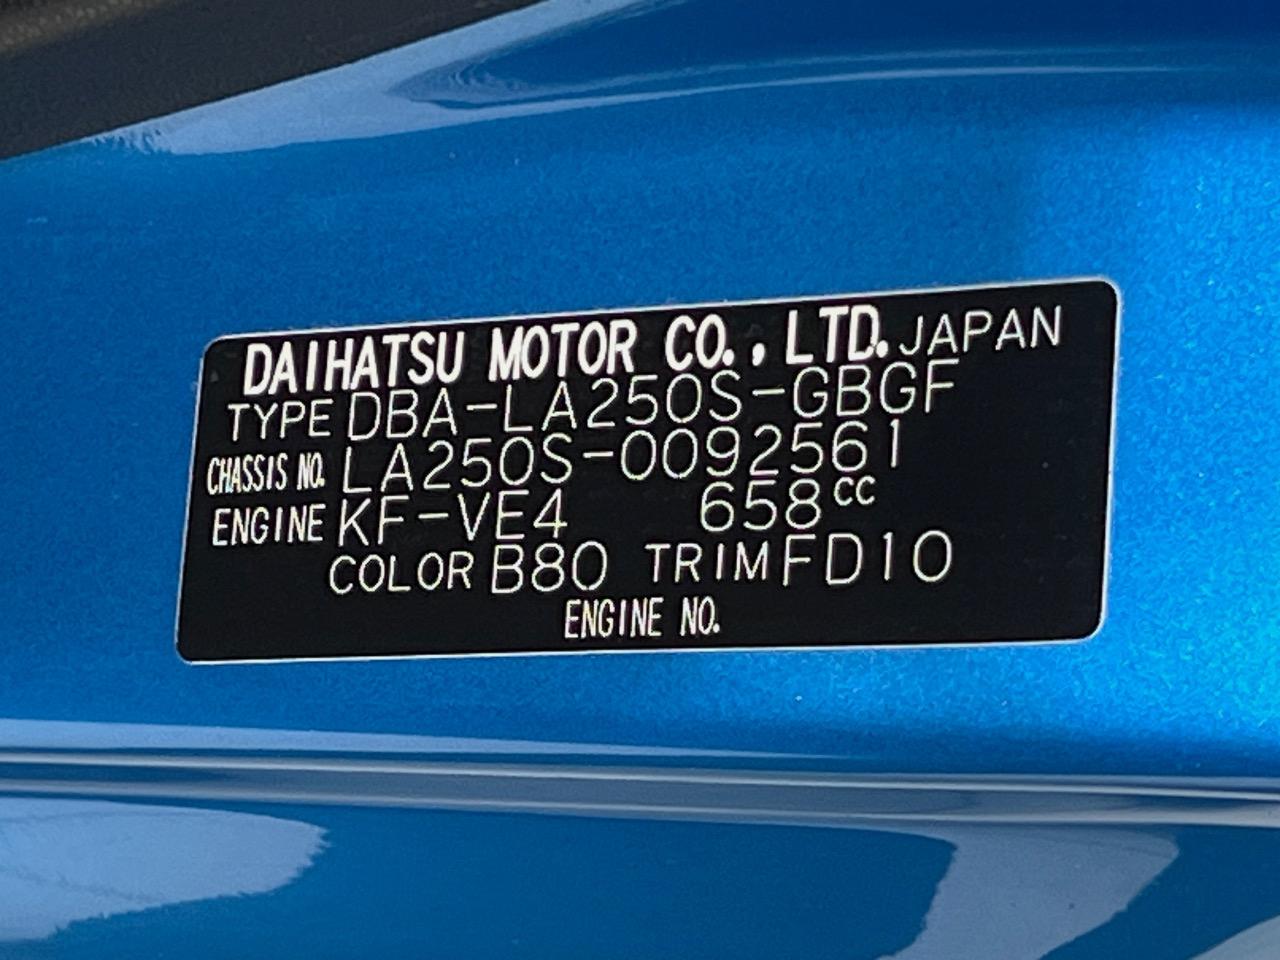 DAIHATSU MOTOR CO., LTD. JAPAN
TYPE DBA-LA250S-GBGF
CHASSIS NO. LA250S-0092561
ENGINE KF-VE4 658cc
COLOR B80 TRIM FD10
ENGINE NO.